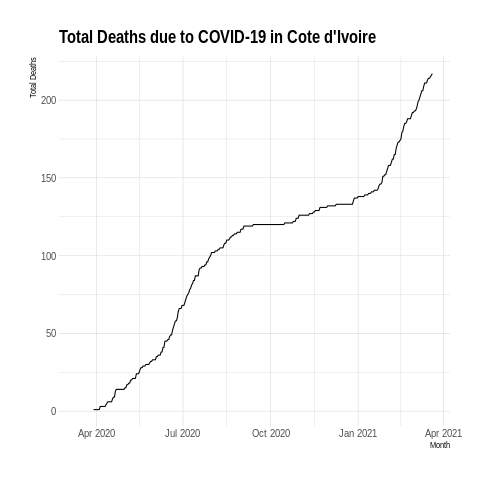 Total Deaths due to COVID-19 in Cote d'Ivoire
Total Deaths
200
150
100
50
0
Apr 2020 Jul 2020 Oct 2020 Jan 2021 Apr 2021
Month